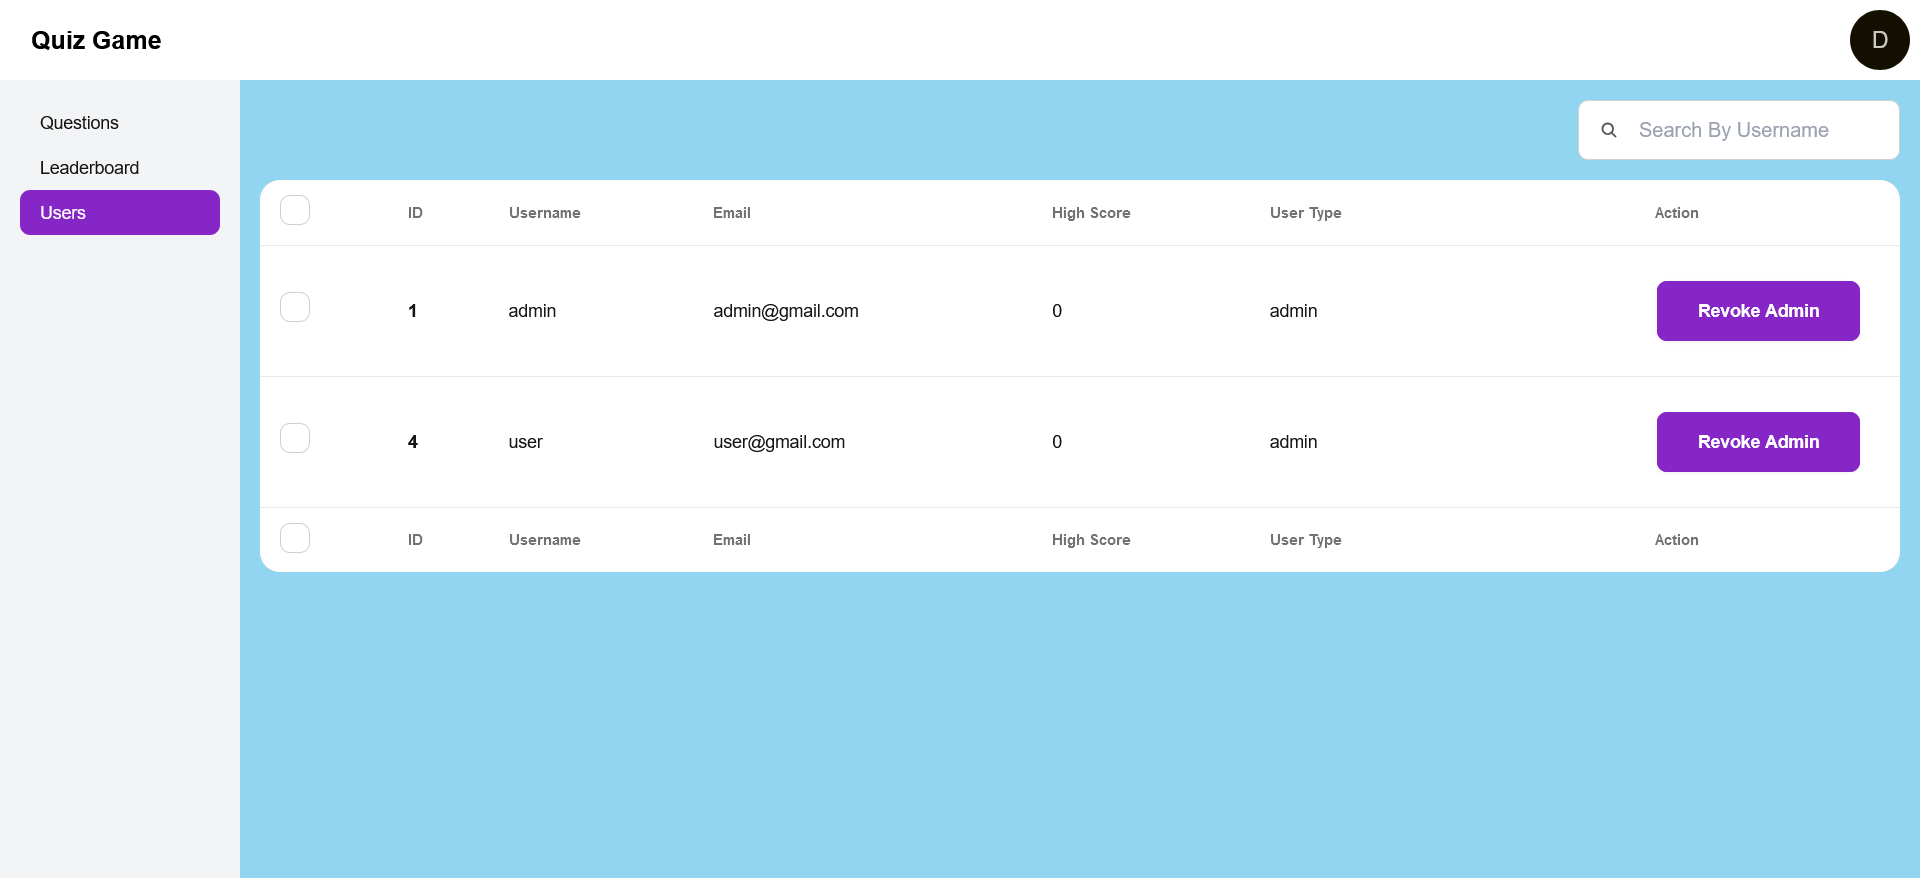 Quiz Game
D
Questions
Leaderboard
Users
Search By Username
ID Username Email High Score User Type Action
1 admin admin@gmail.com 0 admin Revoke Admin
4 user user@gmail.com 0 admin Revoke Admin
ID Username Email High Score User Type Action